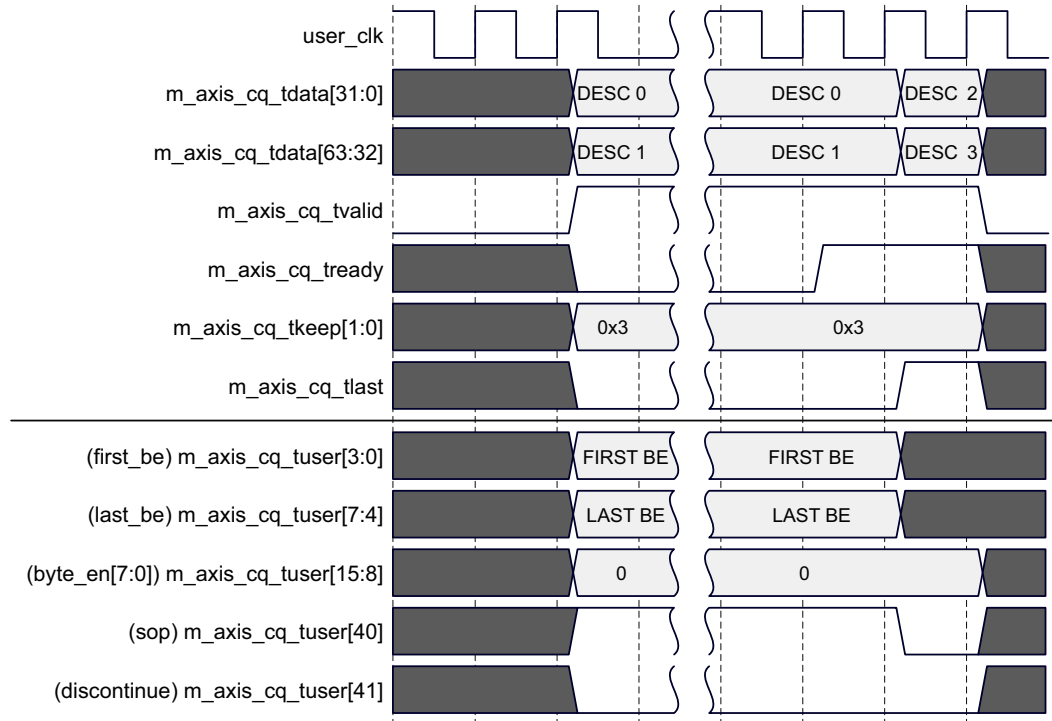 user_clk
m_axis_cq_tdata[31:0] DESC 0 DESC 0 DESC 2
m_axis_cq_tdata[63:32] DESC 1 DESC 1 DESC 3
m_axis_cq_tvalid
m_axis_cq_tready
m_axis_cq_tkeep[1:0] 0x3 0x3
m_axis_cq_tlast
(first_be) m_axis_cq_tuser[3:0] FIRST BE FIRST BE
(last_be) m_axis_cq_tuser[7:4] LAST BE LAST BE
(byte_en[7:0]) m_axis_cq_tuser[15:8] 0 0
(sop) m_axis_cq_tuser[40]
(discontinue) m_axis_cq_tuser[41]